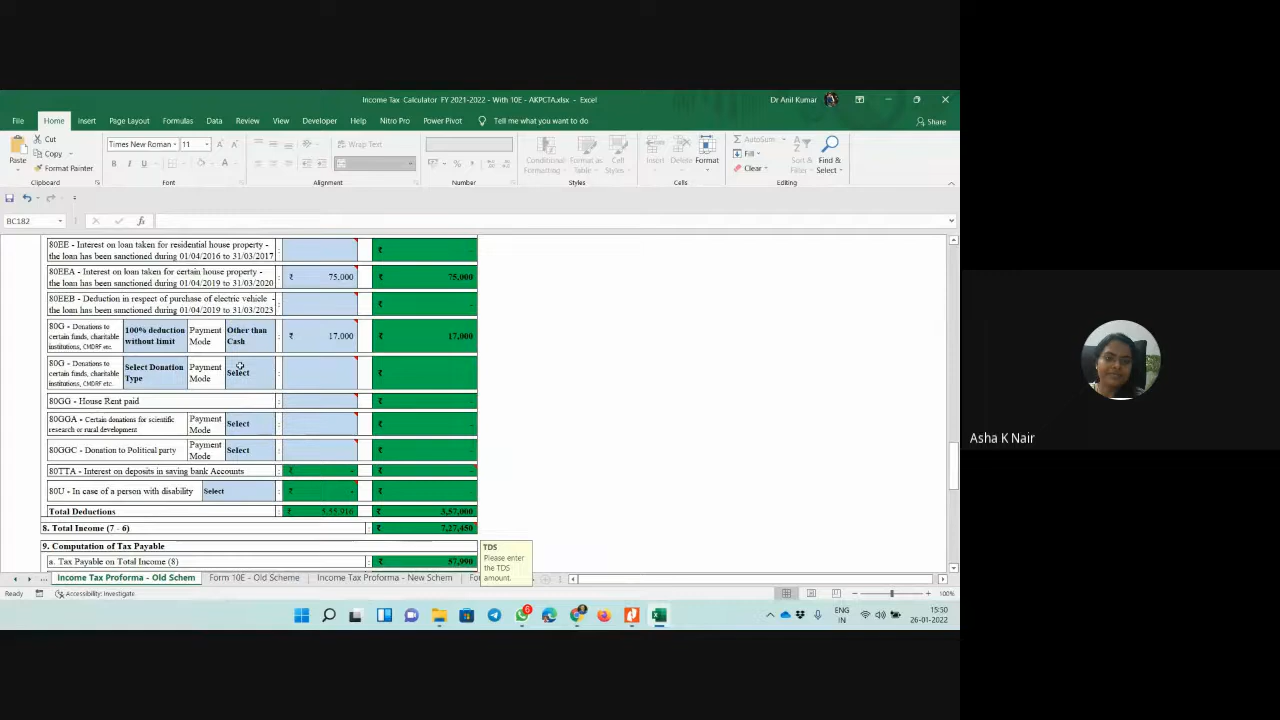 Income Tax Calculator FY 2021-2022 - With 10E - AKPCTA.xlsx - Excel
Dr Anil Kumar
File Home Insert Page Layout Formulas Data Review View Developer Help Nitro Pro Power Pivot Tell me what you want to do Share
Paste
Cut
Copy
Format Painter
Clipboard
Times New Roman 11
B I U
Font
Wrap Text
Alignment
Number
Conditional Formatting
Format as Table
Cell Styles
Styles
Insert Delete Format
Cells
AutoSum
Fill
Clear
Sort & Filter
Find & Select
Editing
BC182
fx
80EE - Interest on loan taken for residential house property -
the loan has been sanctioned during 01/04/2016 to 31/03/2017 : ₹ -
80EEA - Interest on loan taken for certain house property -
the loan has been sanctioned during 01/04/2019 to 31/03/2020 : ₹ 75,000 ₹ 75,000
80EEB - Deduction in respect of purchase of electric vehicle -
the loan has been sanctioned during 01/04/2019 to 31/03/2023 : ₹ -
80G - Donations to
certain funds, charitable
institutions, CMDRF etc.
100% deduction
without limit
Payment
Mode
Other than
Cash
: ₹ 17,000 ₹ 17,000
80G - Donations to
certain funds, charitable
institutions, CMDRF etc.
Select Donation
Type
Payment
Mode
Select
: ₹
80GG - House Rent paid : ₹ -
80GGA - Certain donations for scientific
research or rural development
Payment
Mode
Select
: ₹ -
80GGC - Donation to Political party
Payment
Mode
Select
: ₹ -
80TTA - Interest on deposits in saving bank Accounts : ₹ - ₹ -
80U - In case of a person with disability Select : ₹ - ₹ -
Total Deductions : ₹ 5,55,916 ₹ 3,57,000
8. Total Income (7 - 6) : ₹ 7,27,450
9. Computation of Tax Payable
a. Tax Payable on Total Income (8) : ₹ 57,990
TDS
Please enter
the TDS
amount.
... Income Tax Proforma - Old Schem Form 10E - Old Scheme Income Tax Proforma - New Schem
Ready Accessibility: Investigate 100%
6
ENG
IN
15:50
26-01-2022
Asha K Nair